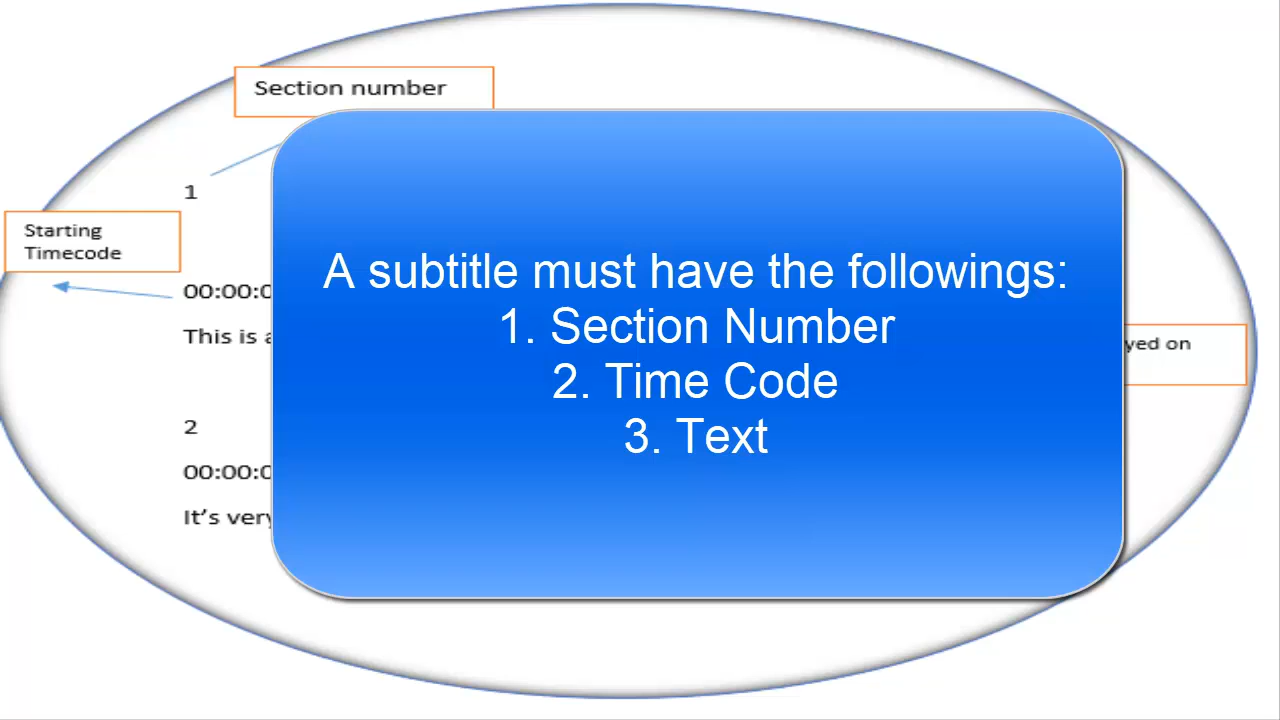 Section number
1
Starting
Timecode
00:00:0
This is a
A subtitle must have the followings:
1. Section Number
2. Time Code
3. Text
yed on
2
00:00:0
It's very